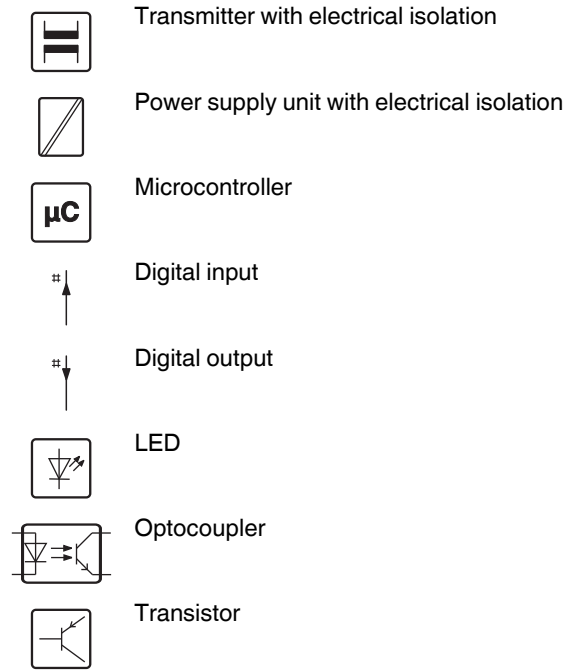 Transmitter with electrical isolation
Power supply unit with electrical isolation
µC
Microcontroller
#
Digital input
#
Digital output
LED
Optocoupler
Transistor